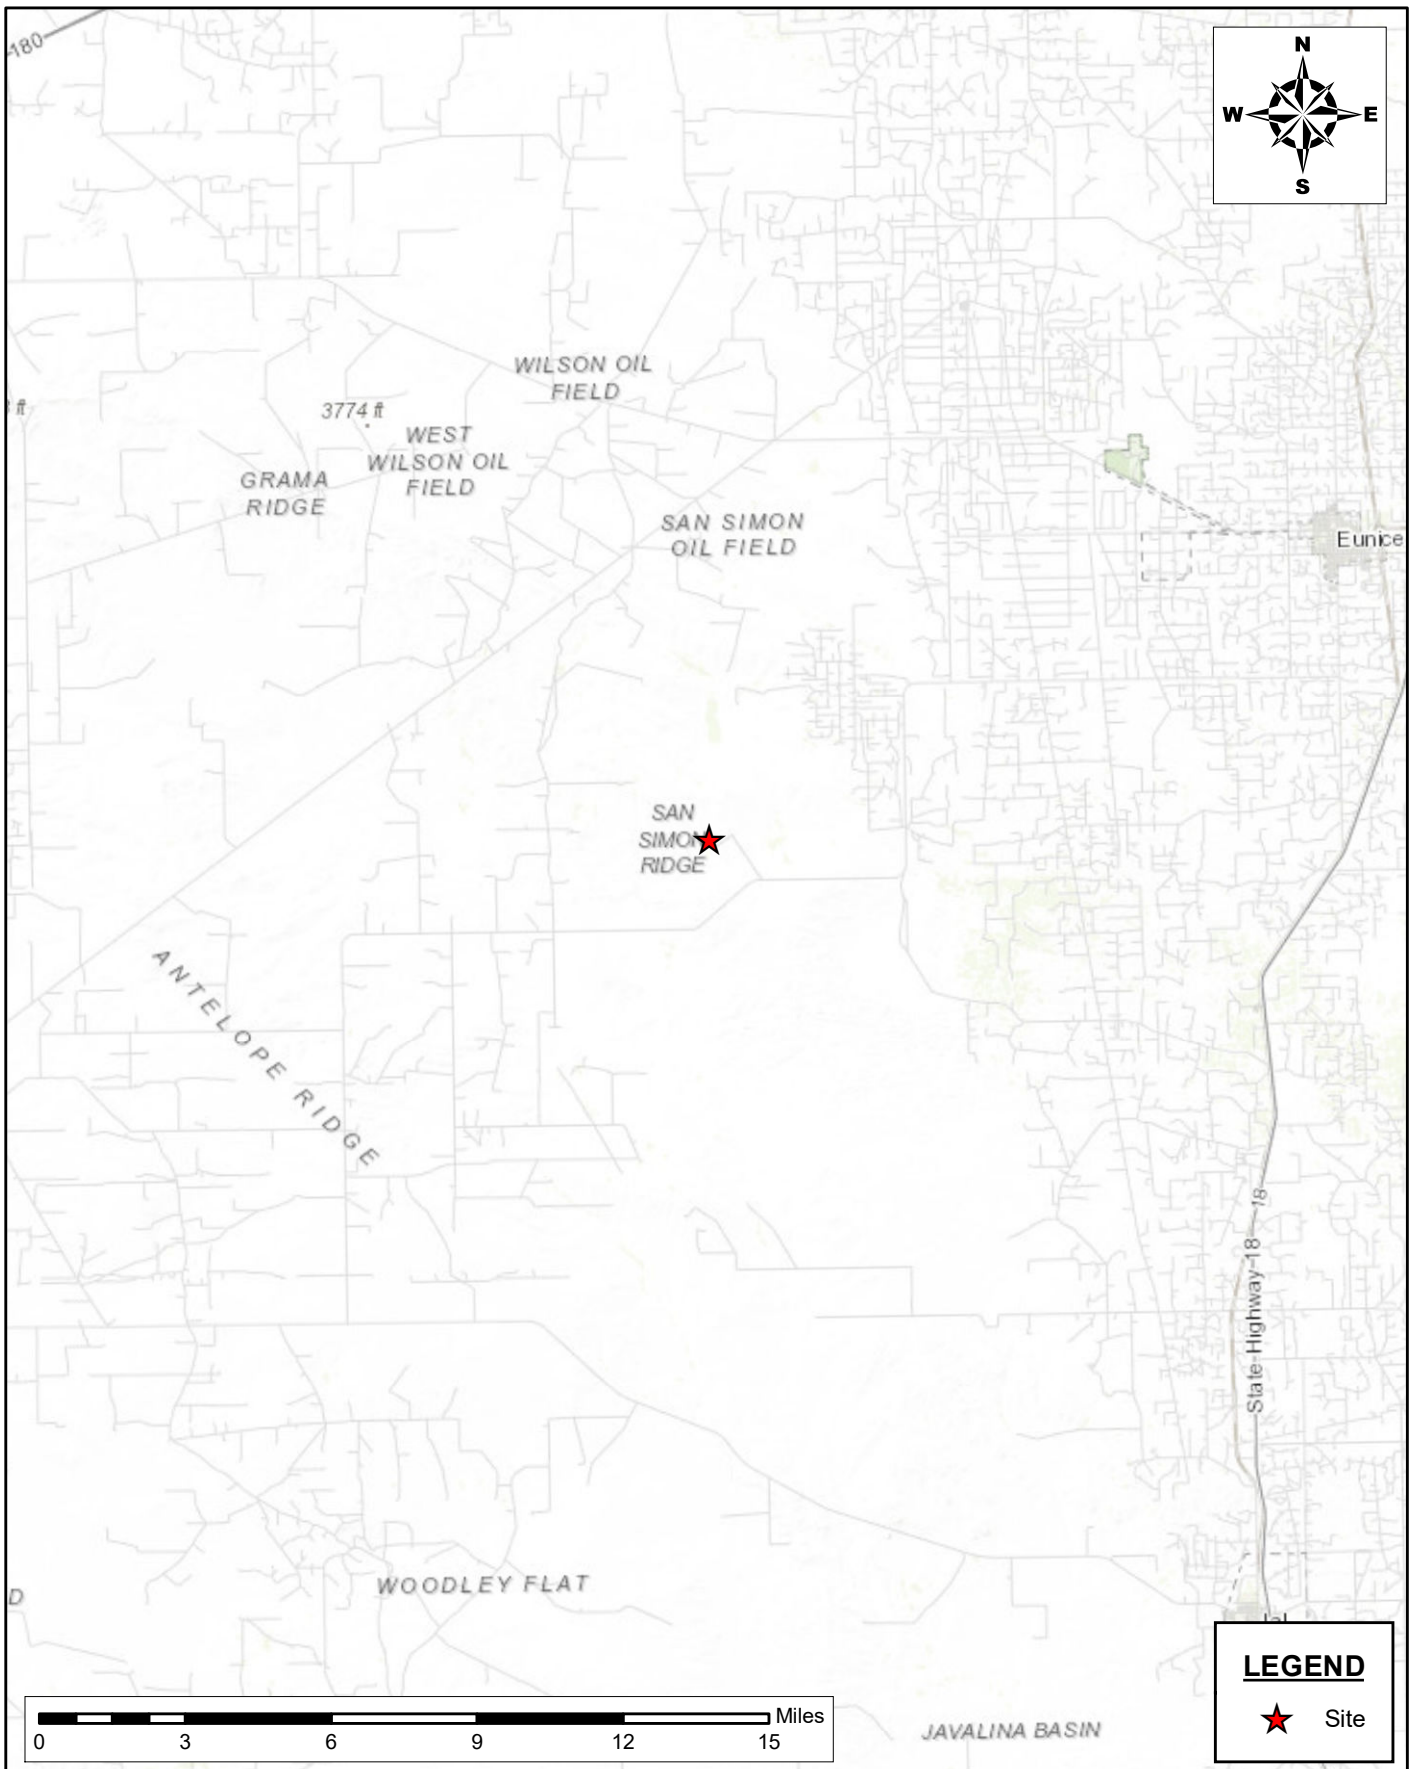 180
N
W E
S
WILSON OIL
FIELD
ft
3774 ft
WEST
WILSON OIL
FIELD
GRAMA
RIDGE
SAN SIMON
OIL FIELD
Eunice
SAN
SIMON
RIDGE
ANTELOPE RIDGE
18
State-Highway-18
WOODLEY FLAT
D
LEGEND
Site
Miles
0 3 6 9 12 15
JAVALINA BASIN